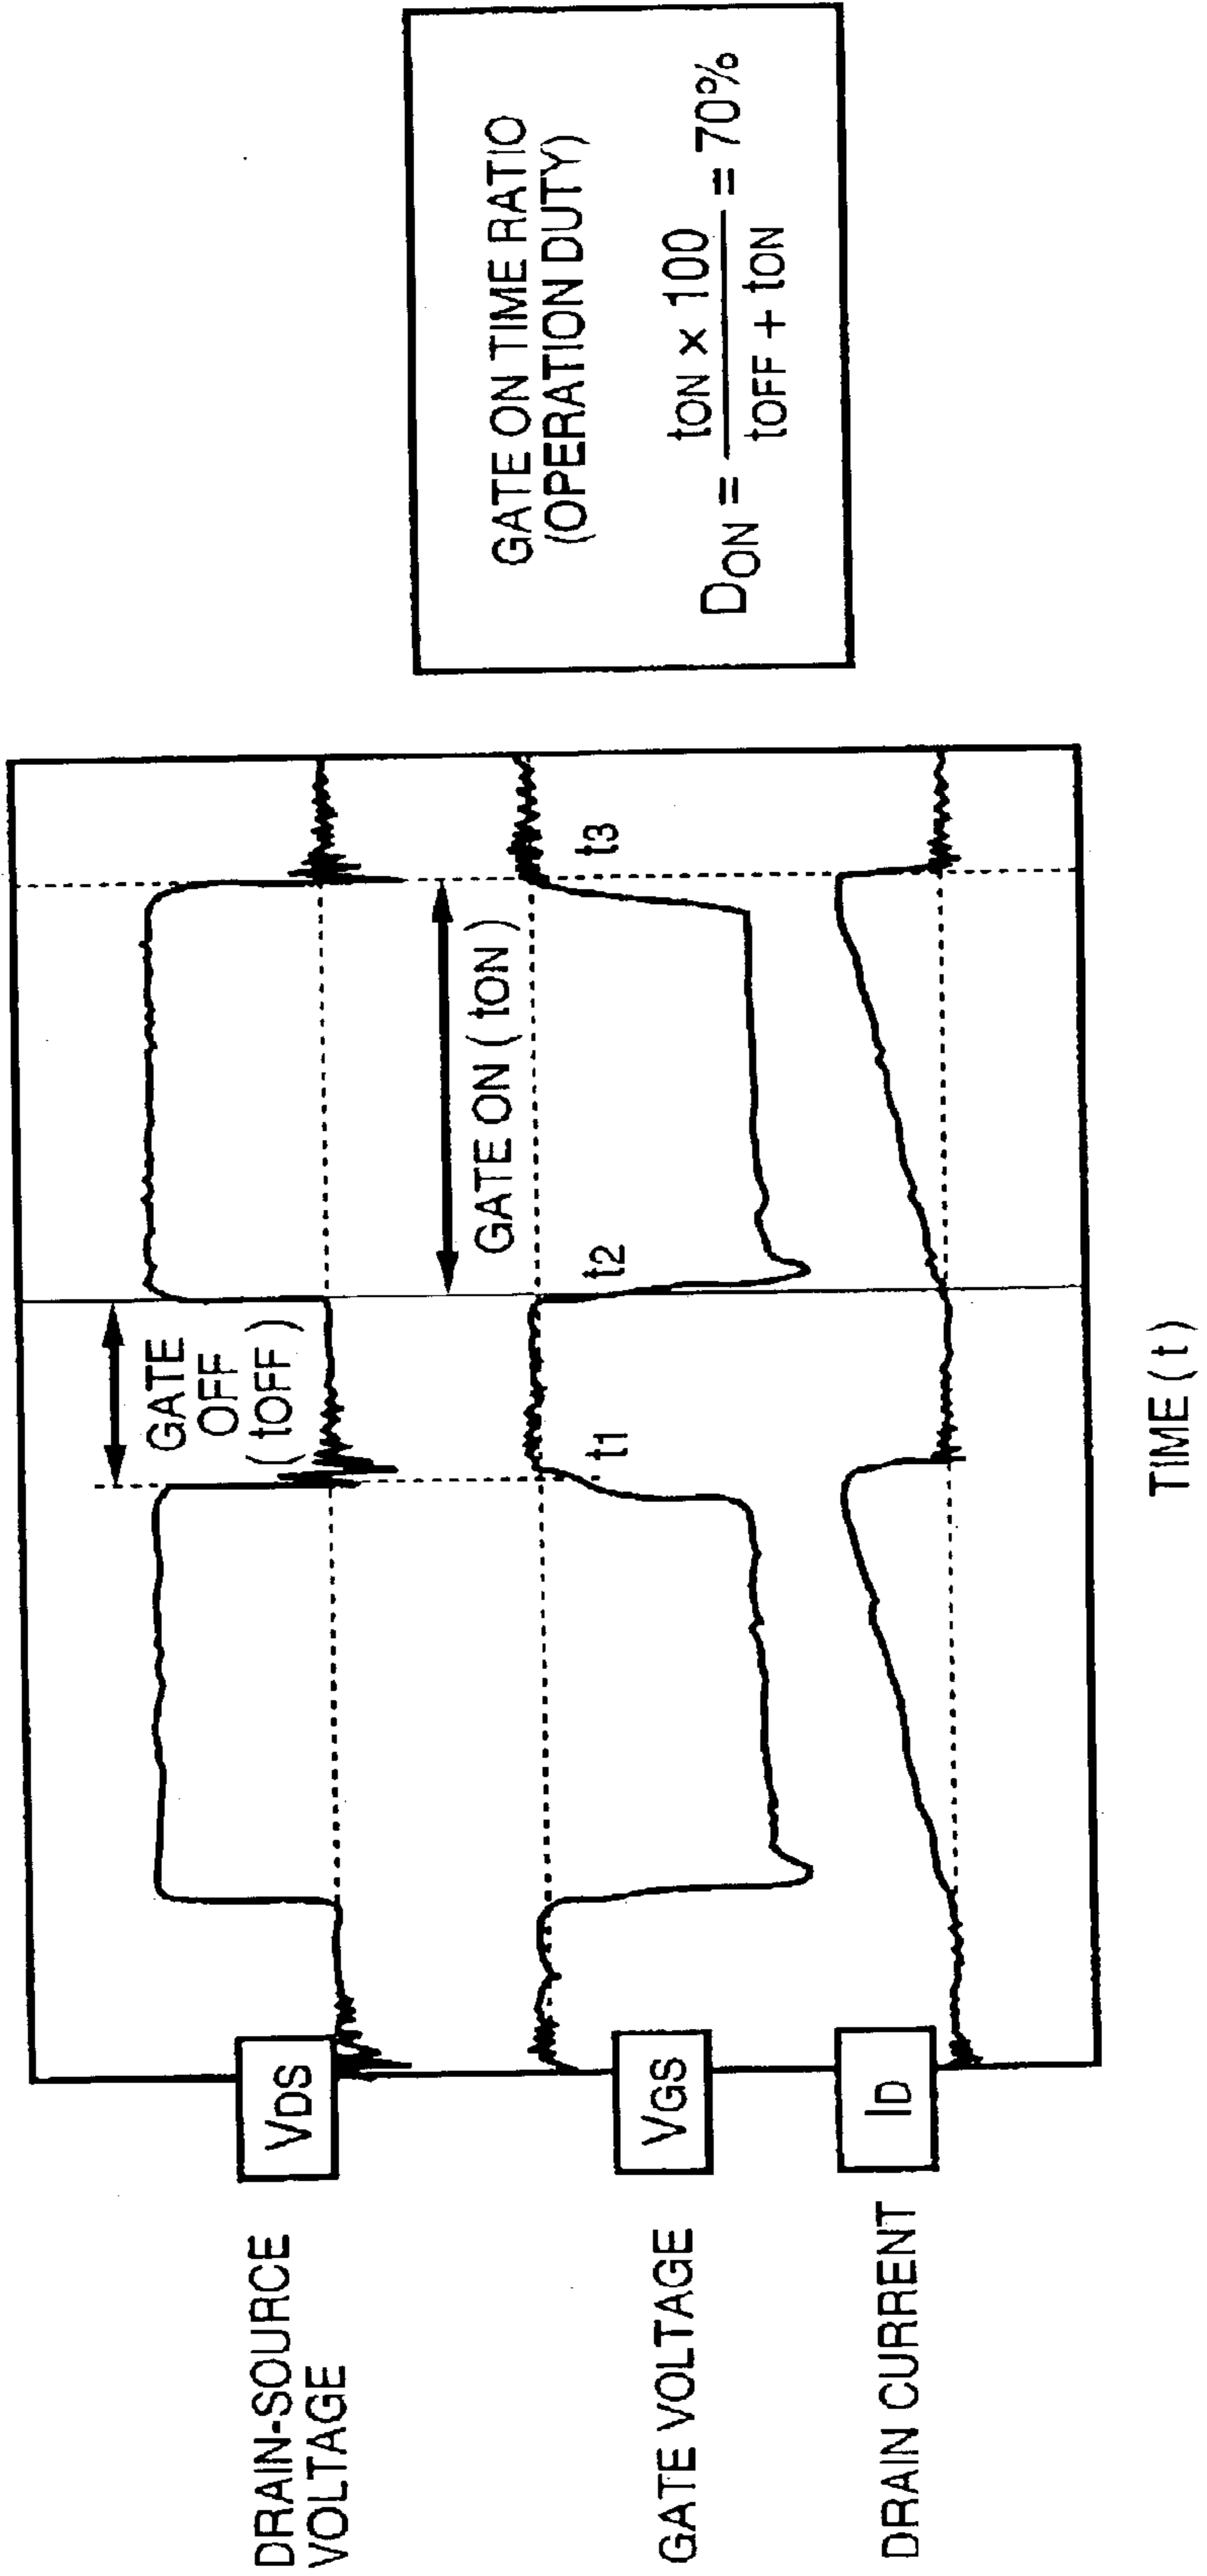 DRAIN-SOURCE
VOLTAGE
VDS
GATE
OFF
( tOFF )
GATE ON ( tON )
GATE VOLTAGE
VGS
t1
t2
t3
DRAIN CURRENT
ID
TIME ( t )
GATE ON TIME RATIO
(OPERATION DUTY)
DON = tON × 100 / tOFF + tON = 70%